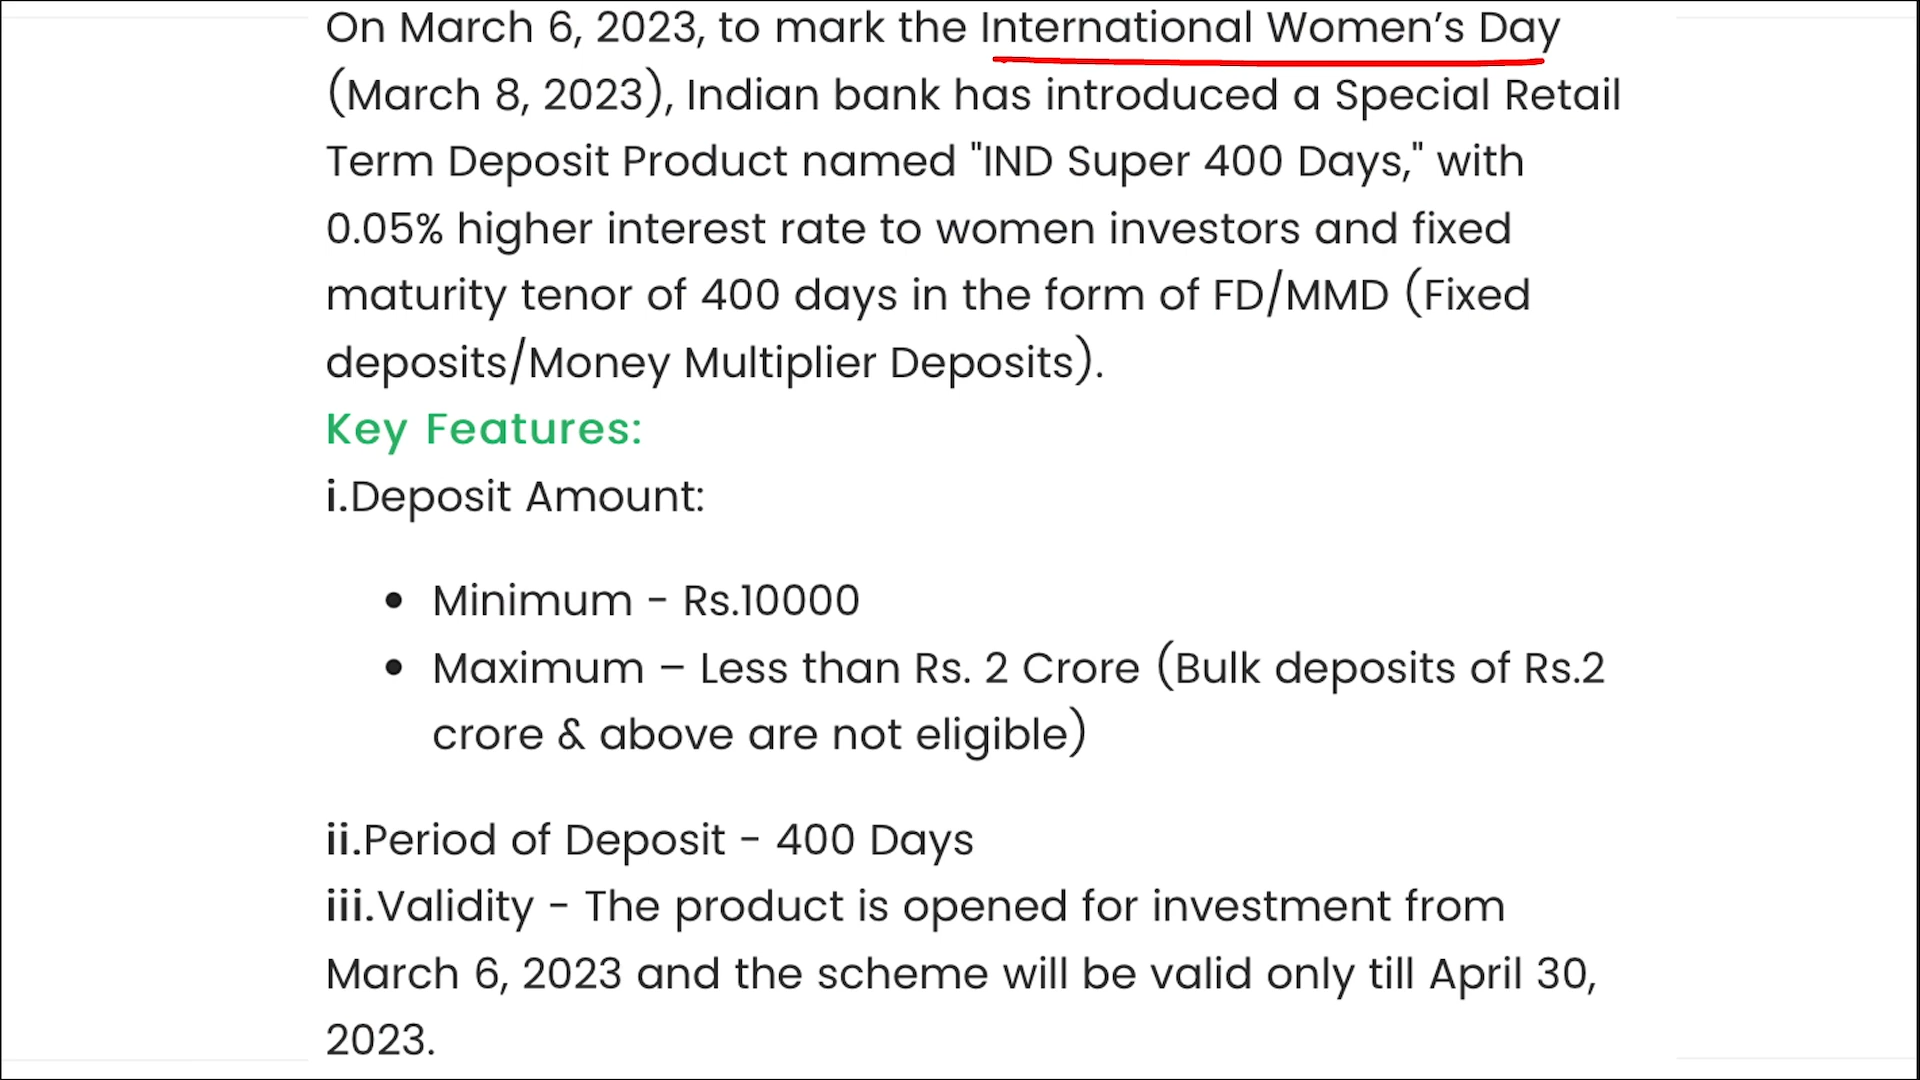 On March 6, 2023, to mark the International Women’s Day
(March 8, 2023), Indian bank has introduced a Special Retail
Term Deposit Product named "IND Super 400 Days," with
0.05% higher interest rate to women investors and fixed
maturity tenor of 400 days in the form of FD/MMD (Fixed
deposits/Money Multiplier Deposits).
Key Features:
i.Deposit Amount:
• Minimum - Rs.10000
• Maximum – Less than Rs. 2 Crore (Bulk deposits of Rs.2
crore & above are not eligible)
ii.Period of Deposit - 400 Days
iii.Validity - The product is opened for investment from
March 6, 2023 and the scheme will be valid only till April 30,
2023.